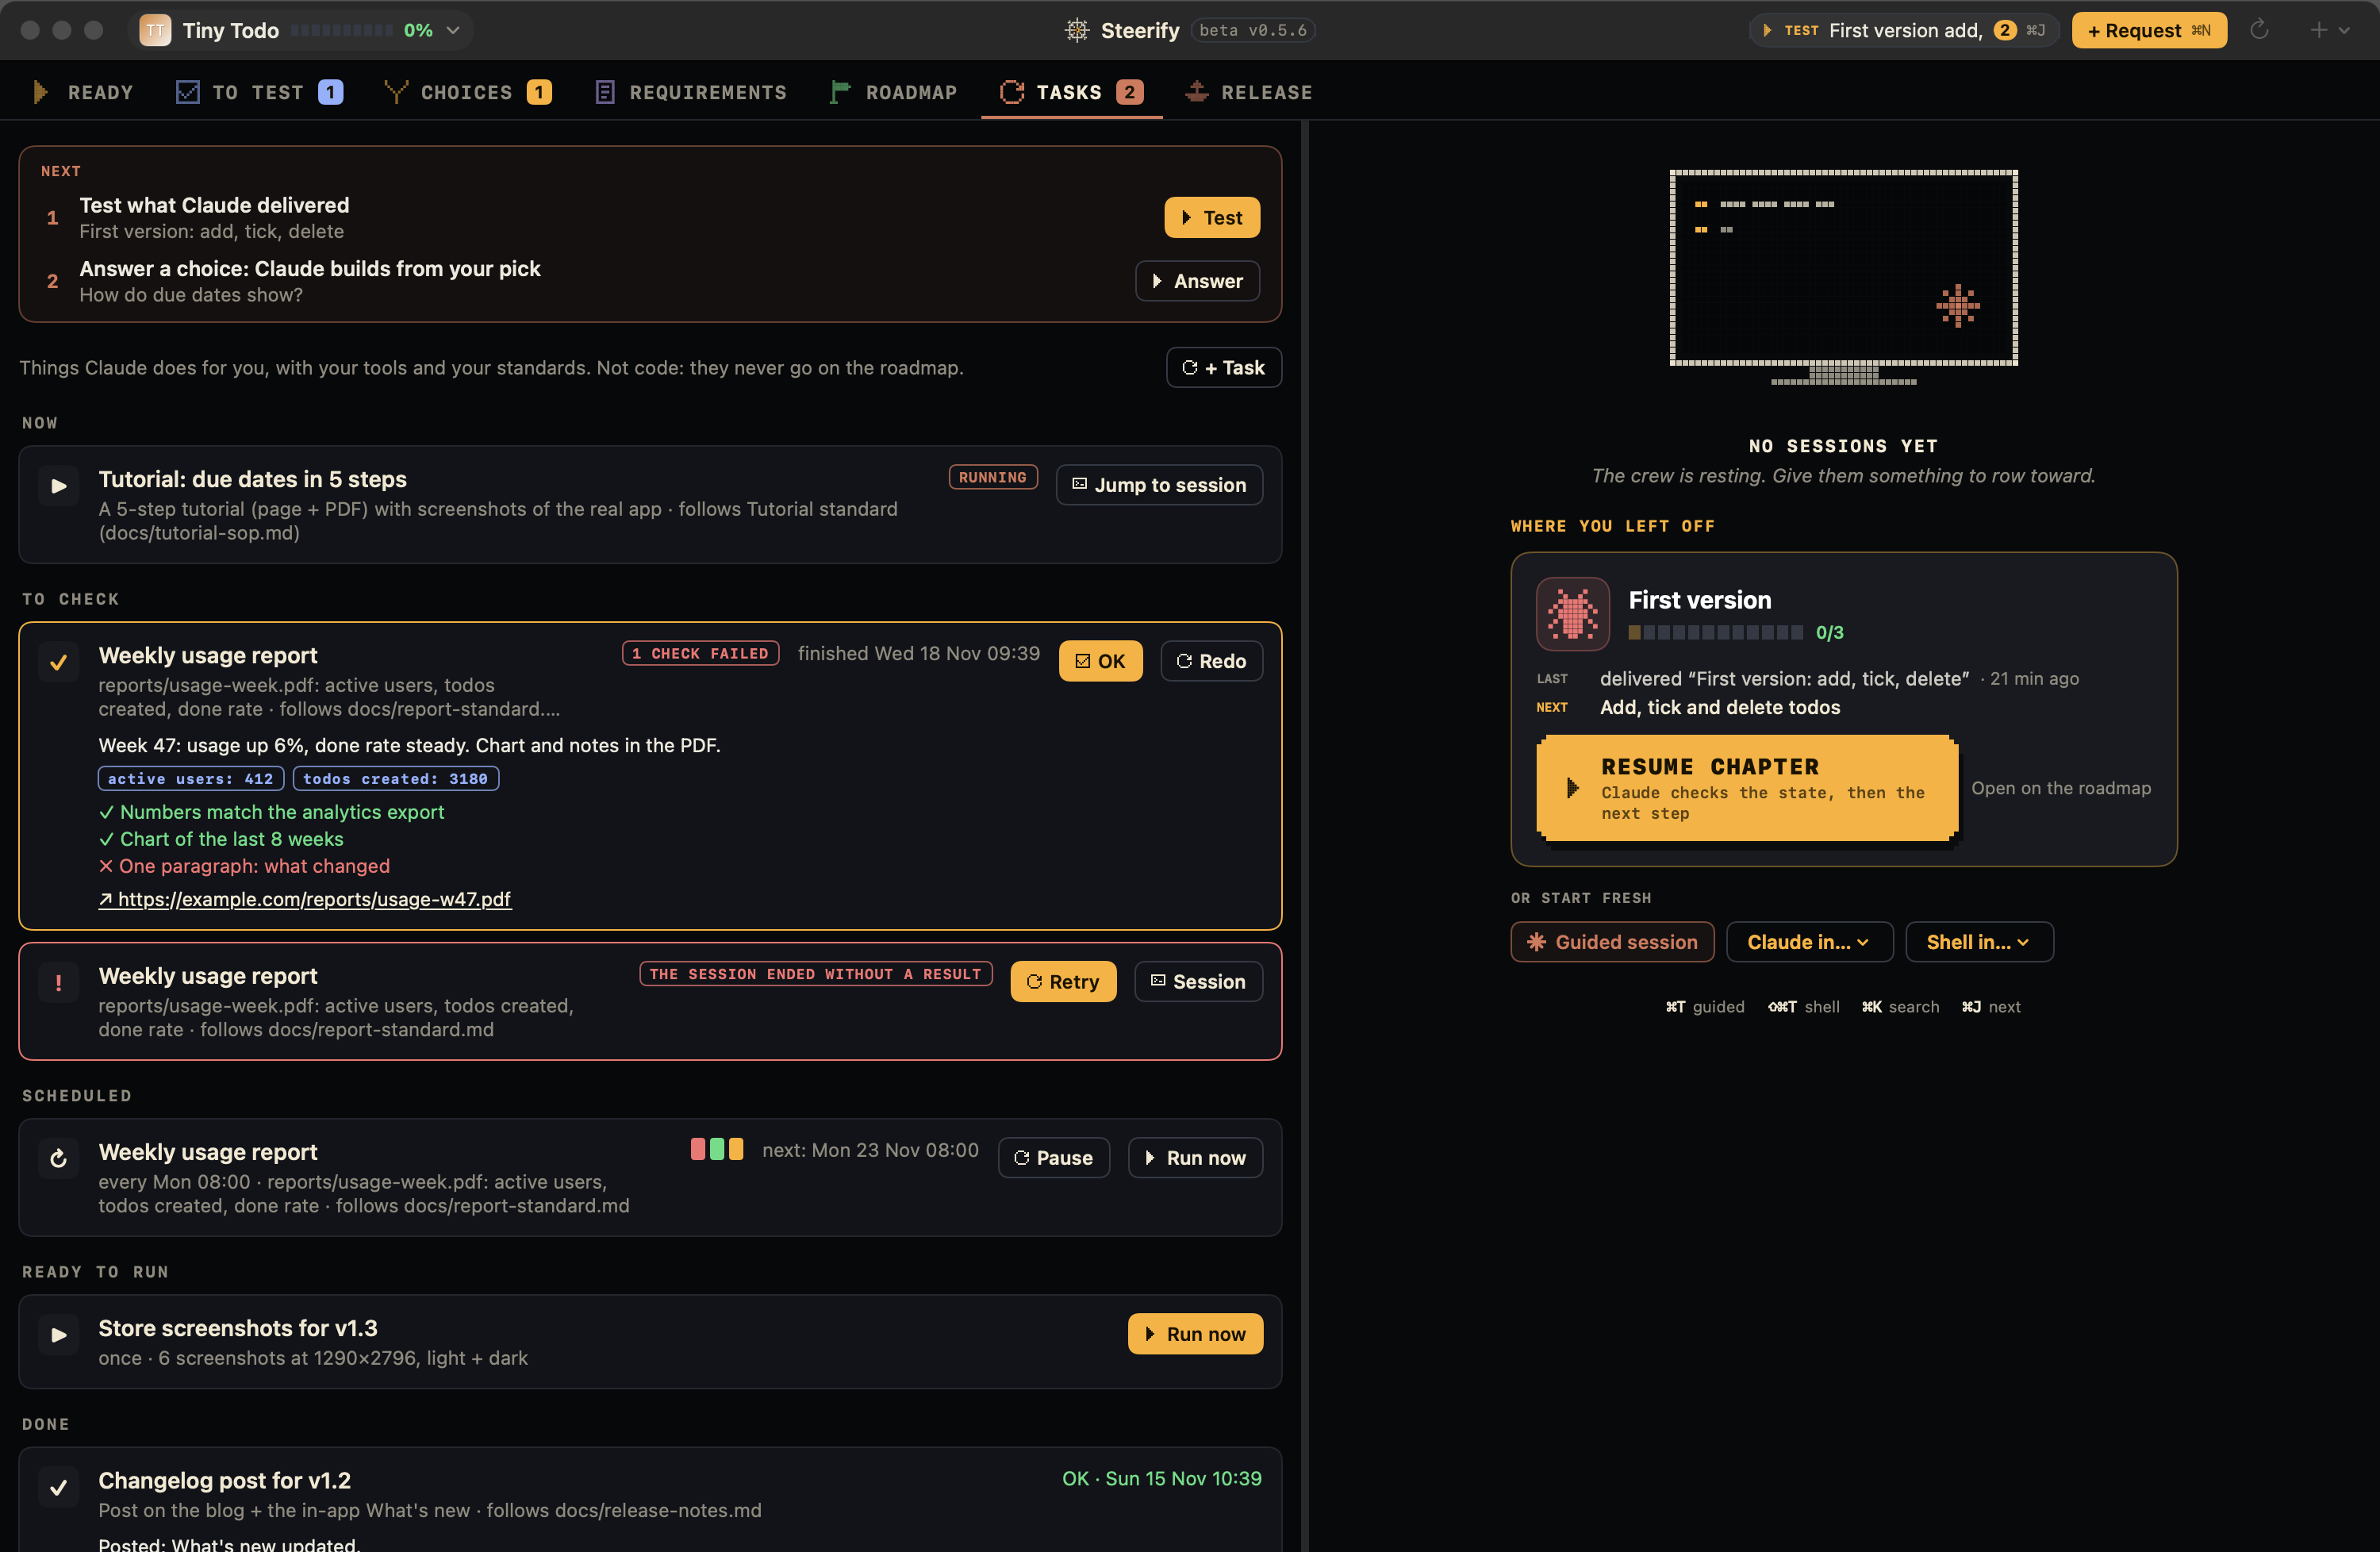 TT Tiny Todo 0%
Steerify beta v0.5.6
TEST First version add, 2 ⌘J
+ Request ⌘N
READY
TO TEST 1
CHOICES 1
REQUIREMENTS
ROADMAP
TASKS 2
RELEASE
NEXT
1 Test what Claude delivered
First version: add, tick, delete
Test
2 Answer a choice: Claude builds from your pick
How do due dates show?
Answer
Things Claude does for you, with your tools and your standards. Not code: they never go on the roadmap.
+ Task
NOW
Tutorial: due dates in 5 steps
RUNNING
Jump to session
A 5-step tutorial (page + PDF) with screenshots of the real app · follows Tutorial standard
(docs/tutorial-sop.md)
TO CHECK
Weekly usage report
1 CHECK FAILED
finished Wed 18 Nov 09:39
OK
Redo
reports/usage-week.pdf: active users, todos
created, done rate · follows docs/report-standard....
Week 47: usage up 6%, done rate steady. Chart and notes in the PDF.
active users: 412
todos created: 3180
✓ Numbers match the analytics export
✓ Chart of the last 8 weeks
✕ One paragraph: what changed
↗ https://example.com/reports/usage-w47.pdf
! Weekly usage report
THE SESSION ENDED WITHOUT A RESULT
Retry
Session
reports/usage-week.pdf: active users, todos created,
done rate · follows docs/report-standard.md
SCHEDULED
Weekly usage report
next: Mon 23 Nov 08:00
Pause
Run now
every Mon 08:00 · reports/usage-week.pdf: active users,
todos created, done rate · follows docs/report-standard.md
READY TO RUN
Store screenshots for v1.3
Run now
once · 6 screenshots at 1290×2796, light + dark
DONE
Changelog post for v1.2
OK · Sun 15 Nov 10:39
Post on the blog + the in-app What's new · follows docs/release-notes.md
Posted: What's new updated.
NO SESSIONS YET
The crew is resting. Give them something to row toward.
WHERE YOU LEFT OFF
First version
0/3
LAST delivered “First version: add, tick, delete” · 21 min ago
NEXT Add, tick and delete todos
RESUME CHAPTER
Claude checks the state, then the
next step
Open on the roadmap
OR START FRESH
Guided session
Claude in...
Shell in...
⌘T guided ⇧⌘T shell ⌘K search ⌘J next